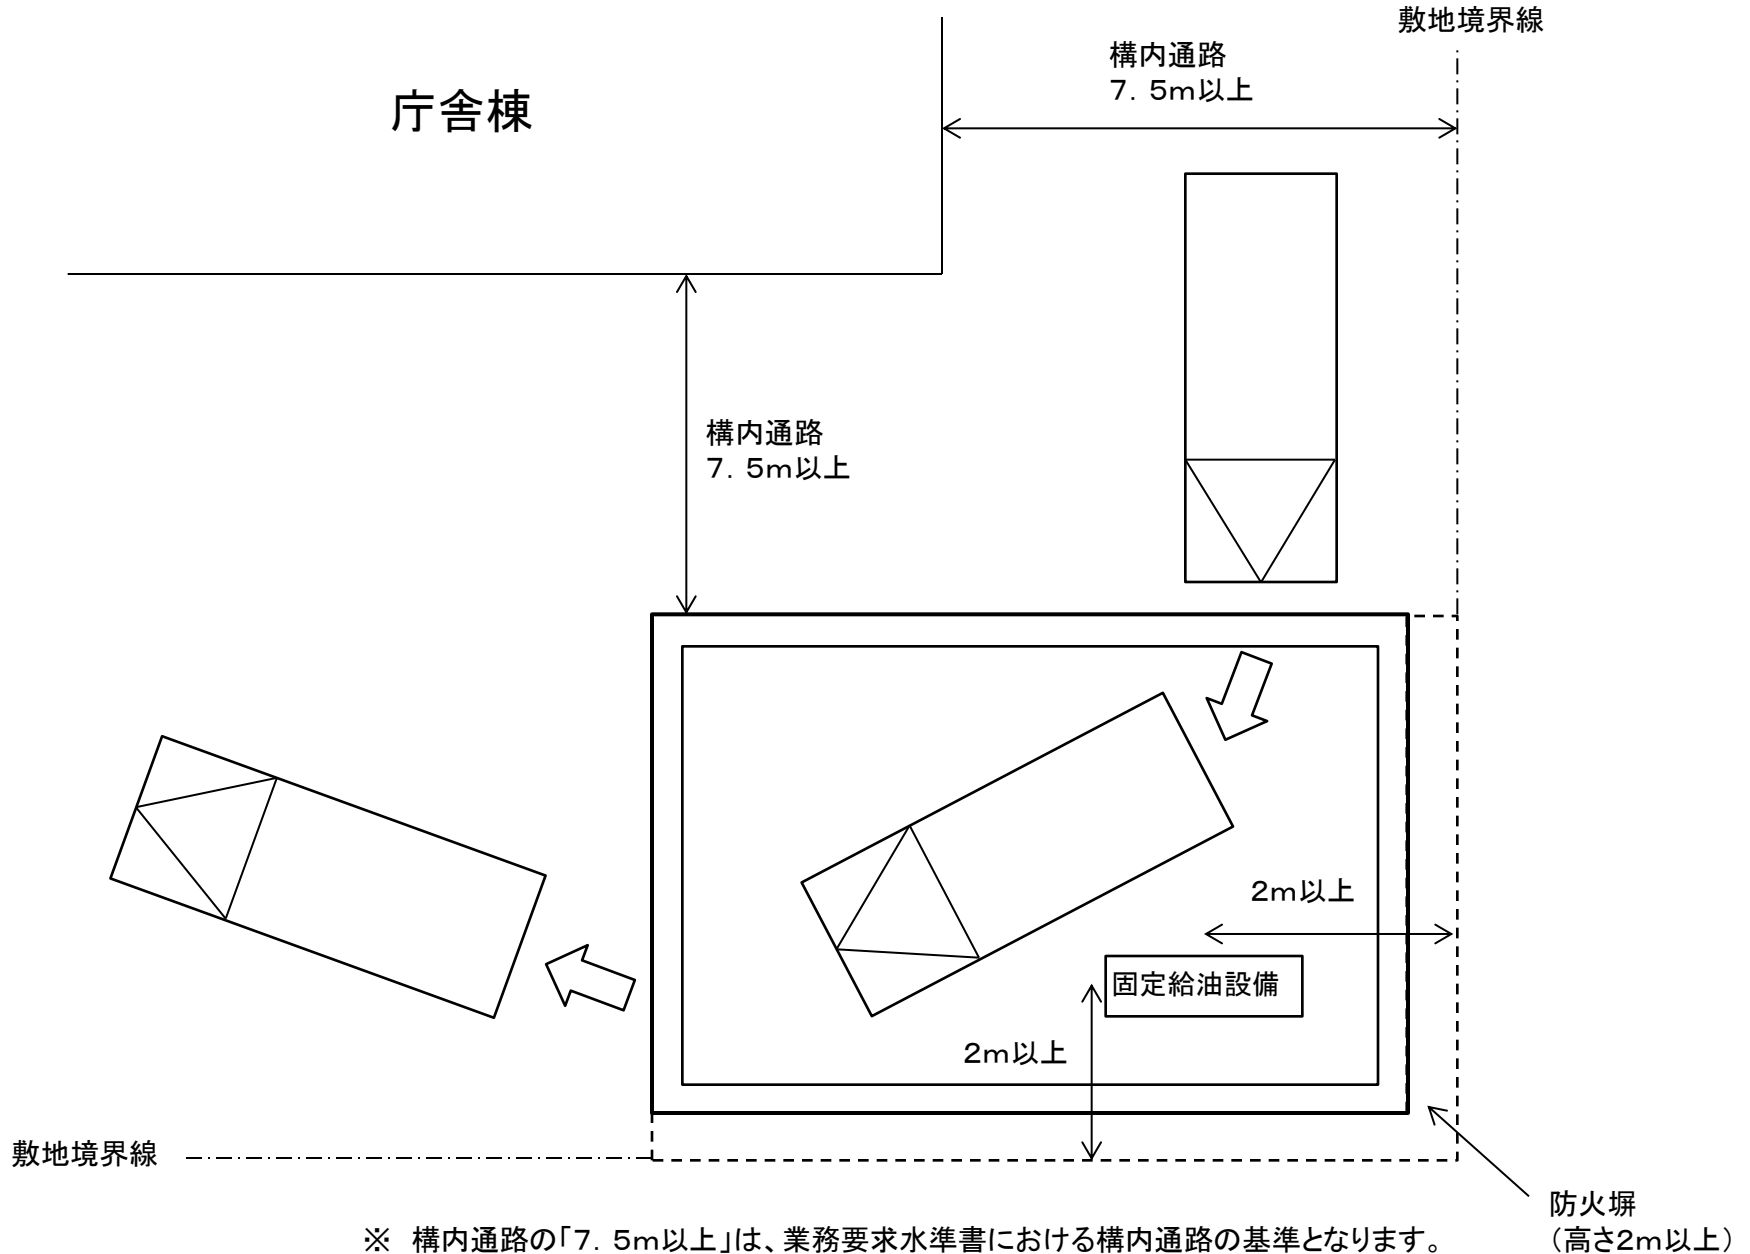 敷地境界線
構内通路
7．5m以上
庁舎棟
構内通路
7．5m以上
2m以上
固定給油設備
2m以上
敷地境界線
防火塀
（高さ2m以上）
※　構内通路の「7．5m以上」は、業務要求水準書における構内通路の基準となります。